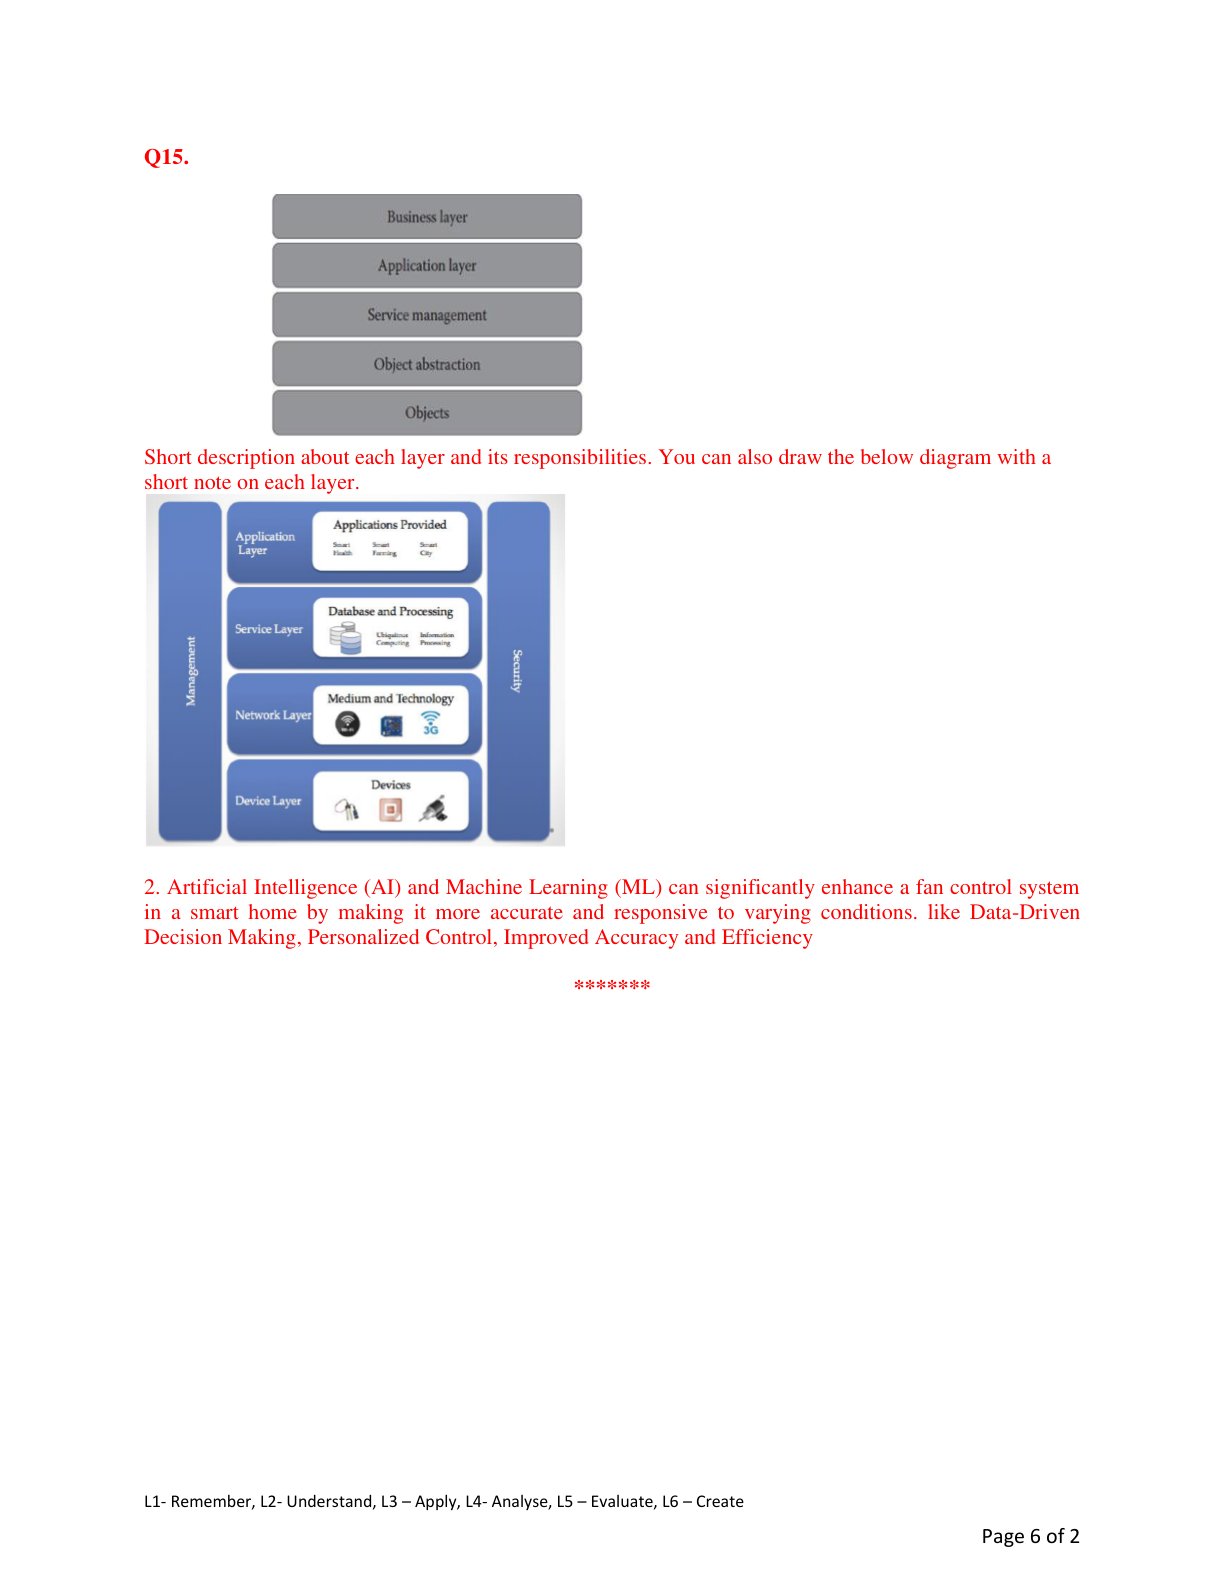 Q15.
Business layer
Application layer
Service management
Object abstraction
Objects
Short description about each layer and its responsibilities. You can also draw the below diagram with a
short note on each layer.
Management
Application
Layer
Applications Provided
Smart Smart Smart
Health Farming City
Service Layer
Database and Processing
Ubiquitous Information
Computing Processing
Network Layer
Medium and Technology
Wi-Fi
3G
Device Layer
Devices
Security
2. Artificial Intelligence (AI) and Machine Learning (ML) can significantly enhance a fan control system
in a smart home by making it more accurate and responsive to varying conditions. like Data-Driven
Decision Making, Personalized Control, Improved Accuracy and Efficiency
*******
L1- Remember, L2- Understand, L3 – Apply, L4- Analyse, L5 – Evaluate, L6 – Create
Page 6 of 2